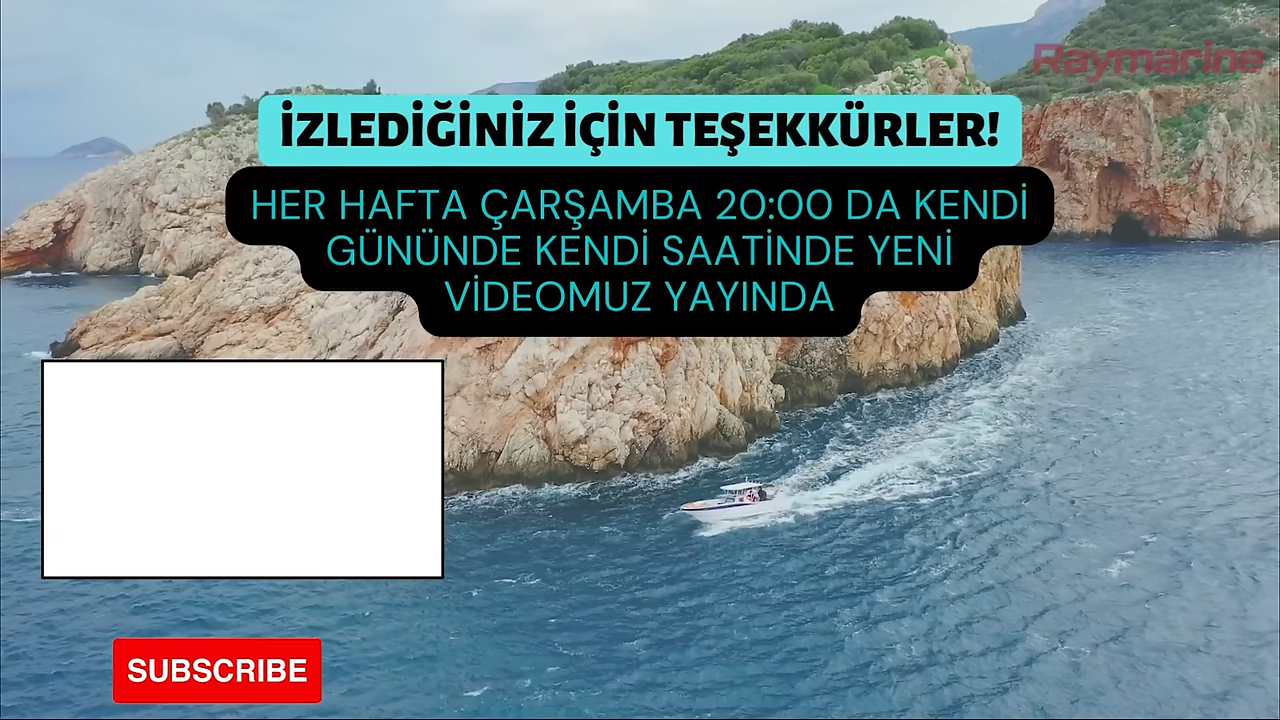 Raymarine
İZLEDİĞİNİZ İÇİN TEŞEKKÜRLER!
HER HAFTA ÇARŞAMBA 20:00 DA KENDİ
GÜNÜNDE KENDİ SAATİNDE YENİ
VİDEOMUZ YAYINDA
SUBSCRIBE